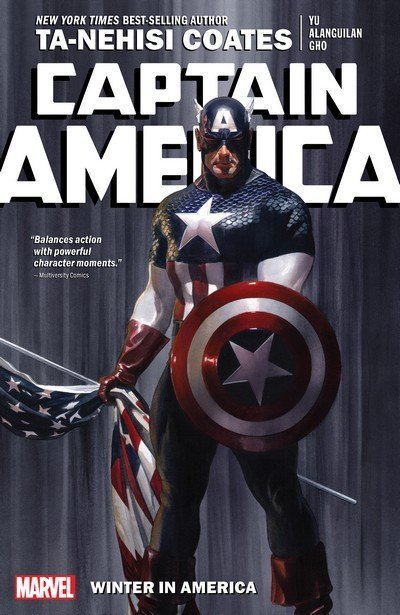 NEW YORK TIMES BEST-SELLING AUTHOR
TA-NEHISI COATES
YU
ALANGUILAN
GHO
CAPTAIN
AMERICA
"Balances action
with powerful
character moments."
— Multiversity Comics
MARVEL
WINTER IN AMERICA